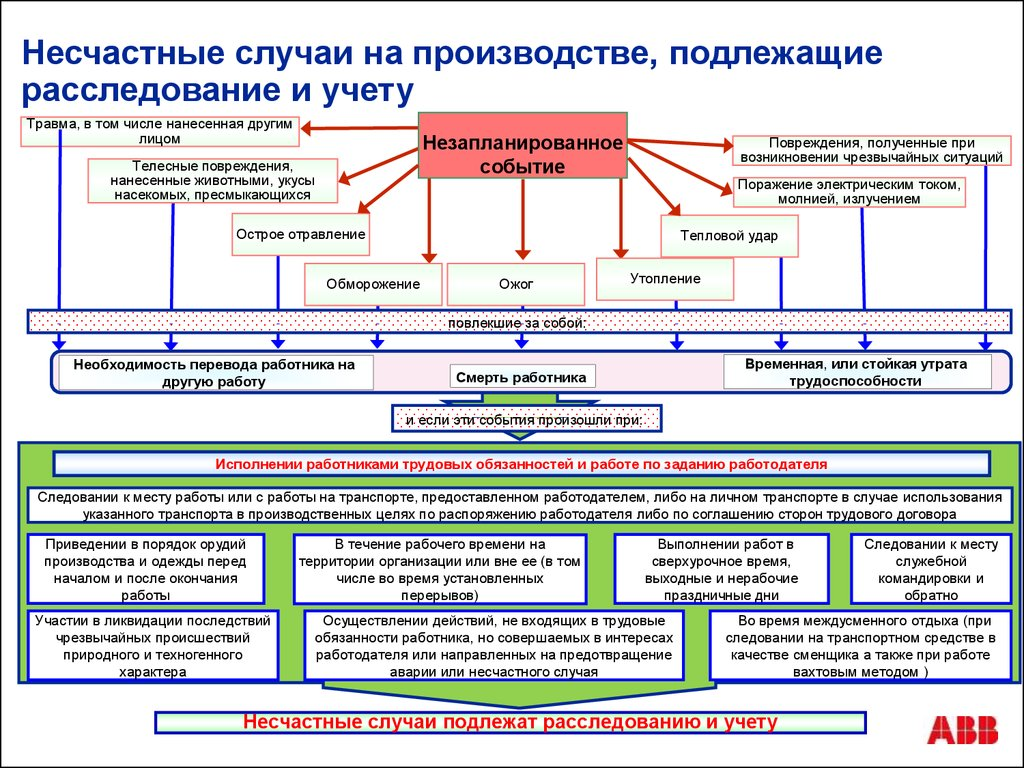 Несчастные случаи на производстве, подлежащие
расследование и учету
Травма, в том числе нанесенная другим
лицом
Незапланированное
событие
Повреждения, полученные при
возникновении чрезвычайных ситуаций
Телесные повреждения,
нанесенные животными, укусы
насекомых, пресмыкающихся
Поражение электрическим током,
молнией, излучением
Острое отравление
Тепловой удар
Обморожение
Ожог
Утопление
повлекшие за собой:
Необходимость перевода работника на
другую работу
Смерть работника
Временная, или стойкая утрата
трудоспособности
и если эти события произошли при:
Исполнении работниками трудовых обязанностей и работе по заданию работодателя
Следовании к месту работы или с работы на транспорте, предоставленном работодателем, либо на личном транспорте в случае использования
указанного транспорта в производственных целях по распоряжению работодателя либо по соглашению сторон трудового договора
Приведении в порядок орудий
производства и одежды перед
началом и после окончания
работы
В течение рабочего времени на
территории организации или вне ее (в том
числе во время установленных
перерывов)
Выполнении работ в
сверхурочное время,
выходные и нерабочие
праздничные дни
Следовании к месту
служебной
командировки и
обратно
Участии в ликвидации последствий
чрезвычайных происшествий
природного и техногенного
характера
Осуществлении действий, не входящих в трудовые
обязанности работника, но совершаемых в интересах
работодателя или направленных на предотвращение
аварии или несчастного случая
Во время междусменного отдыха (при
следовании на транспортном средстве в
качестве сменщика а также при работе
вахтовым методом )
Несчастные случаи подлежат расследованию и учету
ABB